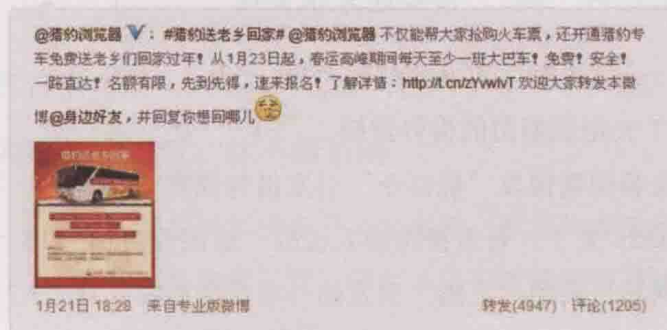 @猎豹浏览器 V：#猎豹送老乡回家# @猎豹浏览器 不仅能帮大家抢购火车票，还开通猎豹专
车免费送老乡们回家过年！从1月23日起，春运高峰期间每天至少一班大巴车！免费！安全！
一路直达！名额有限，先到先得，速来报名！了解详情：http://t.cn/zYvwlvT 欢迎大家转发本微
博@身边好友，并回复你想回哪儿
猎豹送老乡回家
1月21日 18:28 来自专业版微博
转发(4947) 评论(1205)